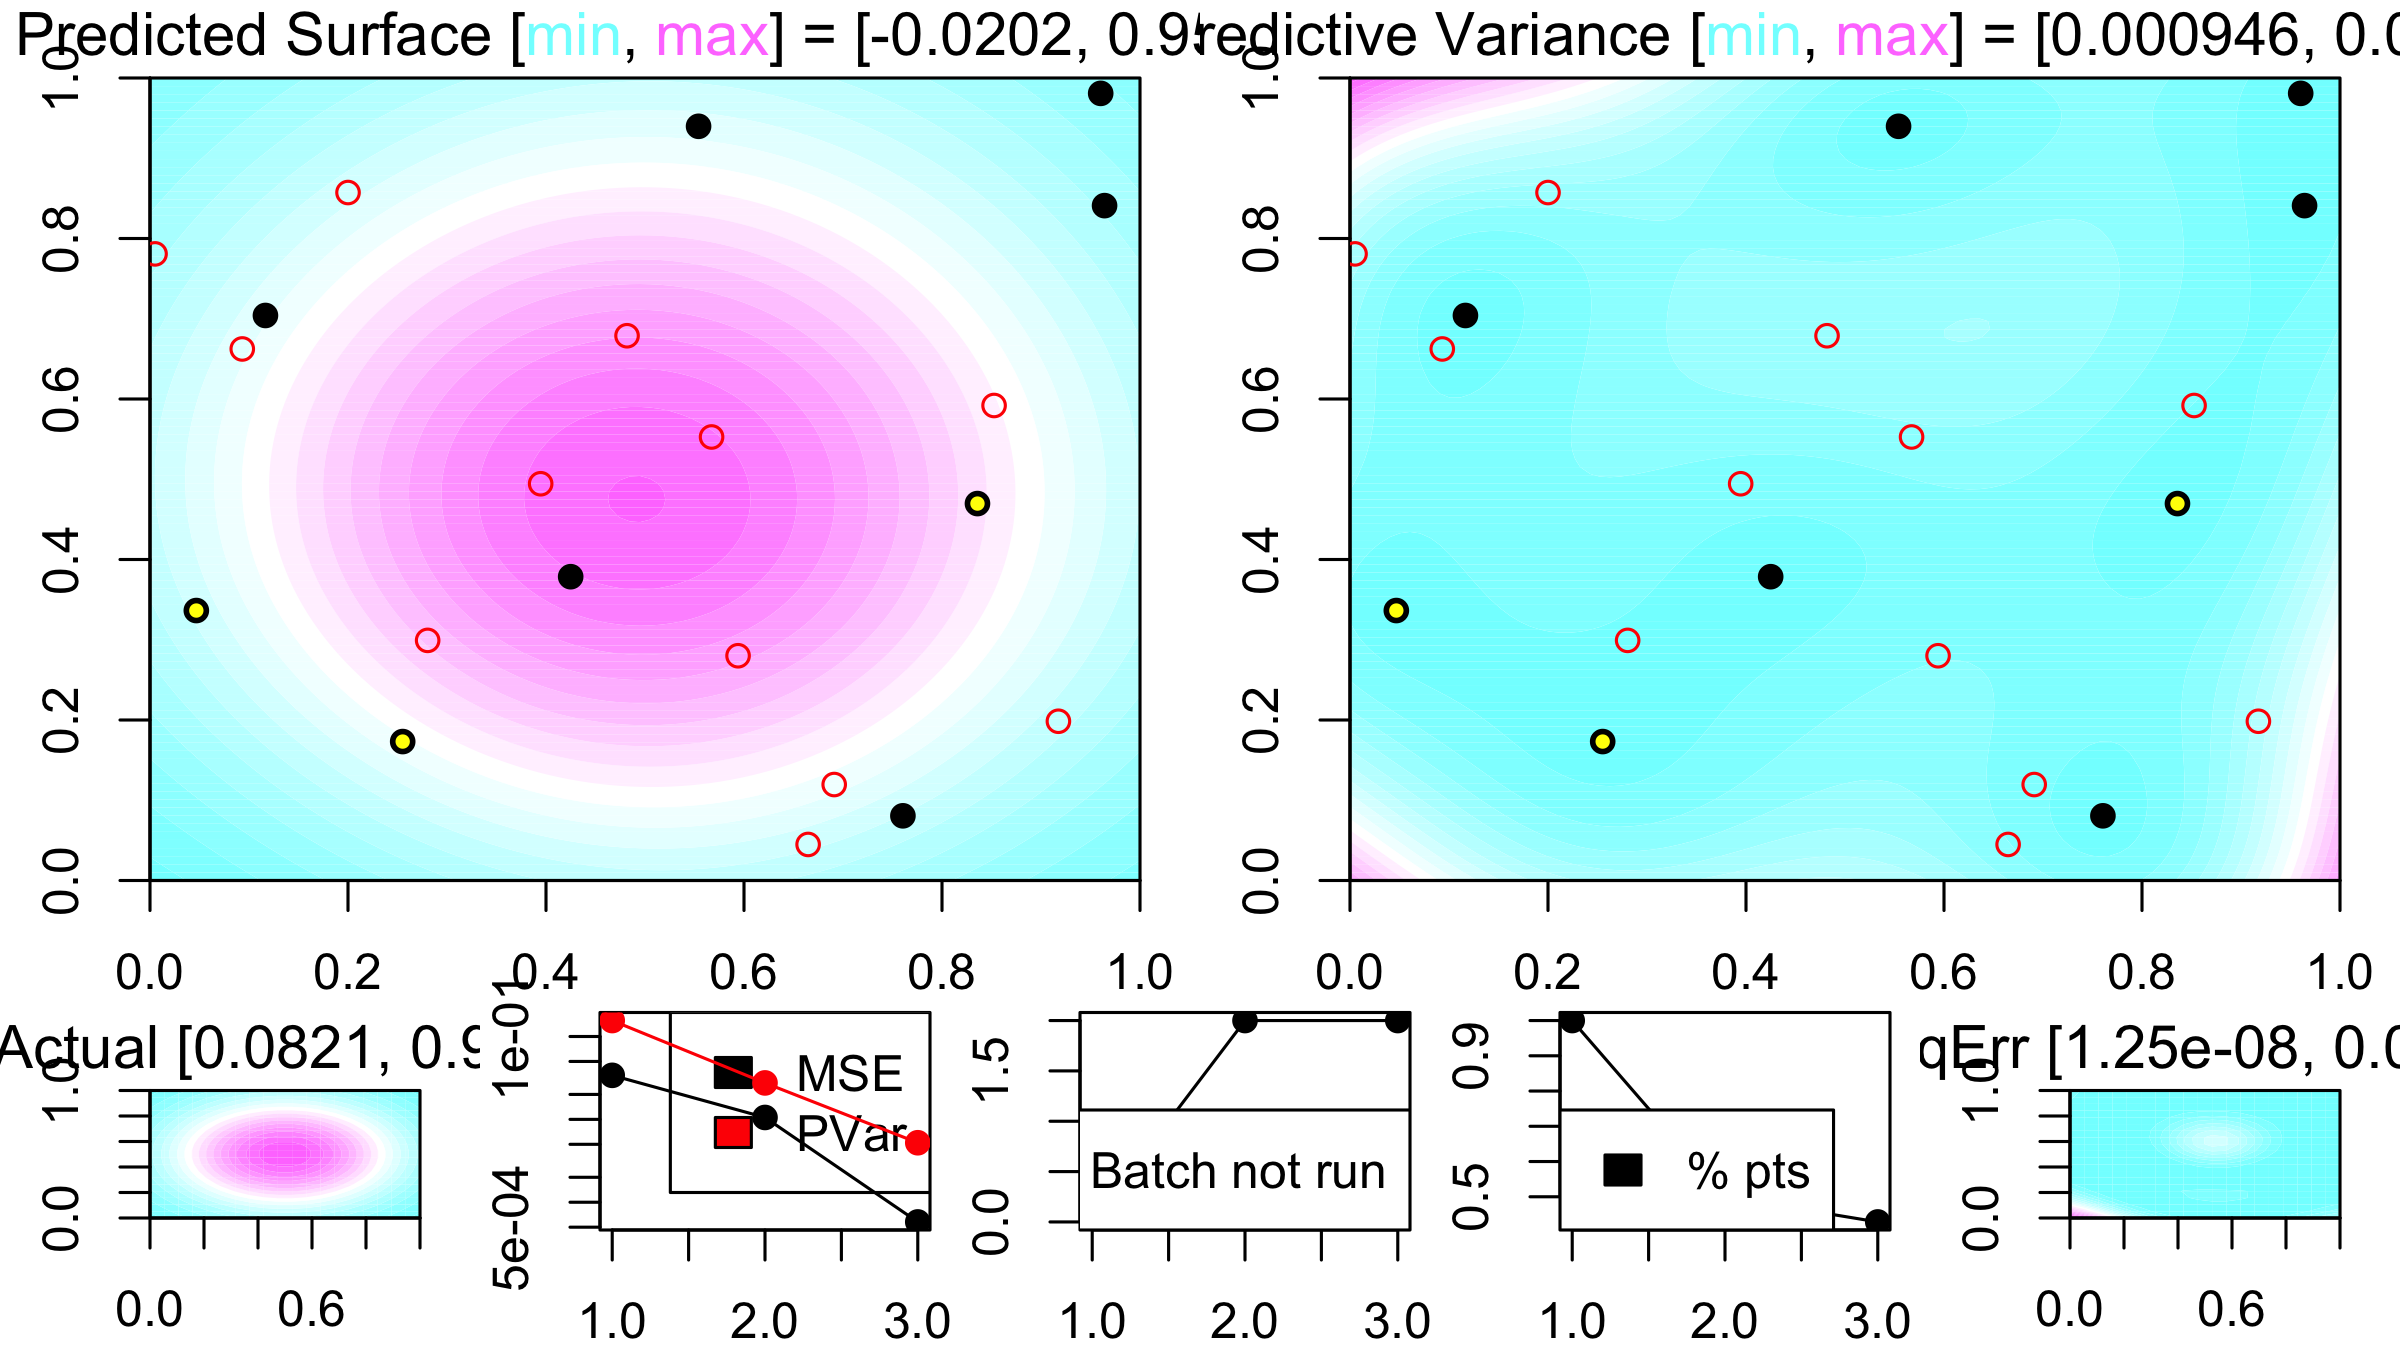 Predicted Surface [min, max] = [-0.0202, 0.9
redictive Variance [min, max] = [0.000946, 0.0
1.0
0.8
0.6
0.4
0.2
0.0
0.0 0.2 0.4 0.6 0.8 1.0
1.0
0.8
0.6
0.4
0.2
0.0
0.0 0.2 0.4 0.6 0.8 1.0
Actual [0.0821, 0.9
1.0
0.0
0.0 0.6
1e-01
5e-04
MSE
PVar
1.0 2.0 3.0
1.5
0.0
Batch not run
1.0 2.0 3.0
0.9
0.5
% pts
1.0 2.0 3.0
qErr [1.25e-08, 0.0
1.0
0.0
0.0 0.6